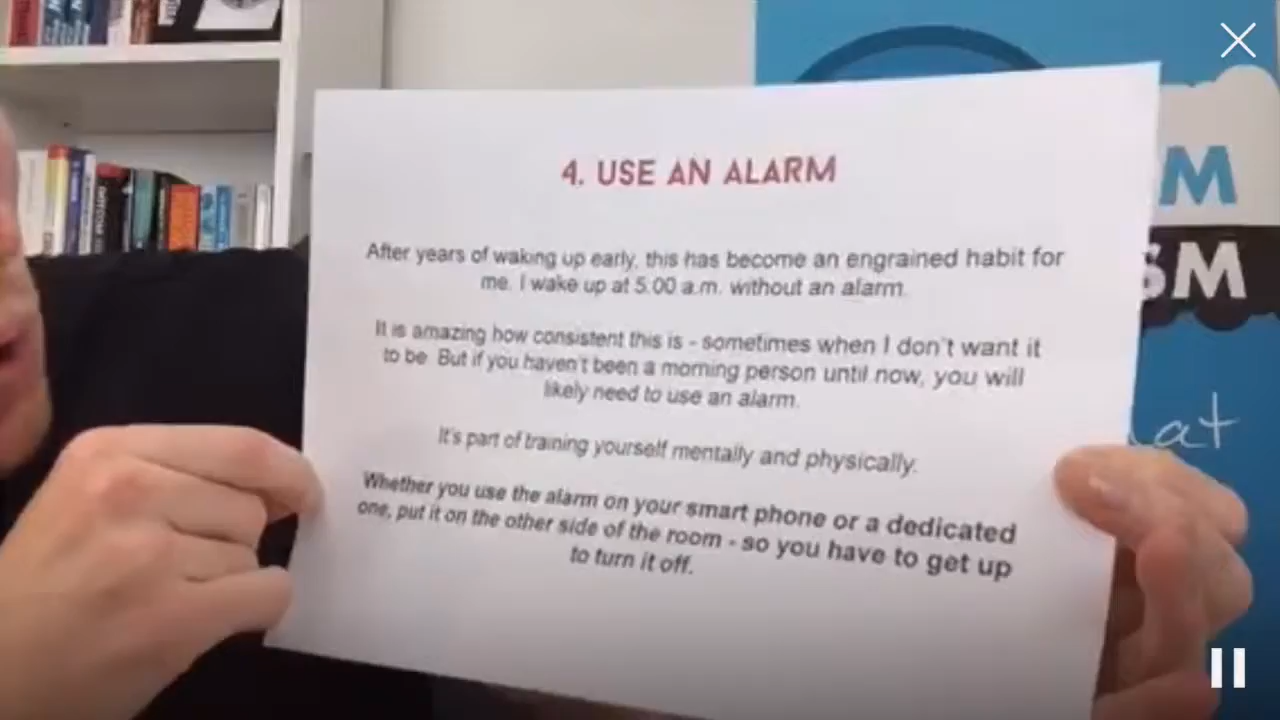 4. USE AN ALARM
After years of waking up early, this has become an engrained habit for
me. I wake up at 5:00 a.m. without an alarm.
It is amazing how consistent this is - sometimes when I don't want it
to be. But if you haven't been a morning person until now, you will
likely need to use an alarm.
It's part of training yourself mentally and physically.
Whether you use the alarm on your smart phone or a dedicated
one, put it on the other side of the room - so you have to get up
to turn it off.
M
SM
at